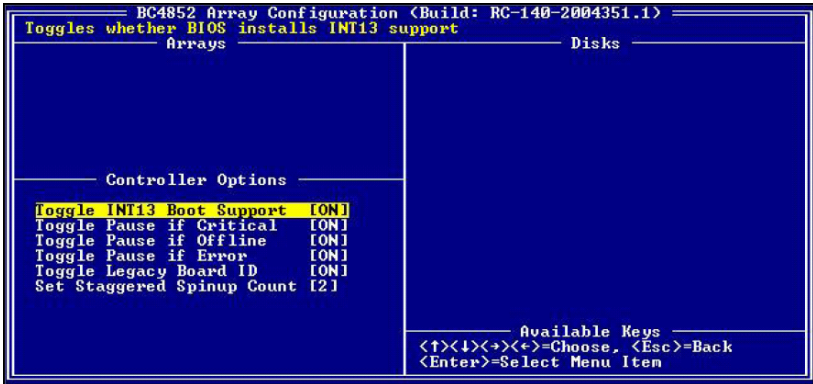 BC4852 Array Configuration (Build: RC-140-2004351.1)
Toggles whether BIOS installs INT13 support
Arrays
Disks
Controller Options
Toggle INT13 Boot Support [ON]
Toggle Pause if Critical [ON]
Toggle Pause if Offline [ON]
Toggle Pause if Error [ON]
Toggle Legacy Board ID [ON]
Set Staggered Spinup Count [2]
Available Keys
<↑><↓><→><←>=Choose, <Esc>=Back
<Enter>=Select Menu Item